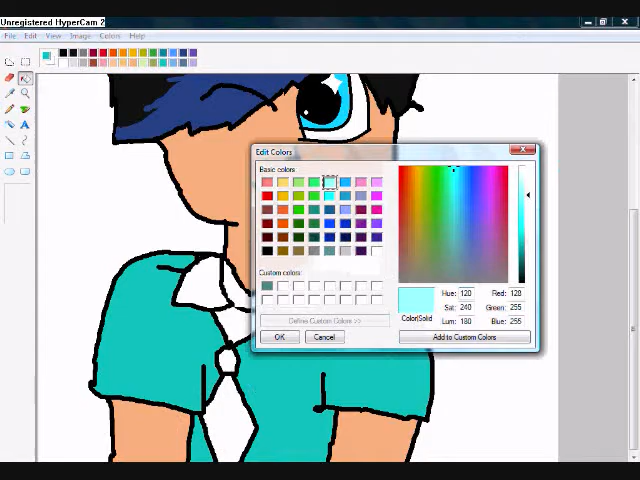 Unregistered HyperCam 2
File Edit View Image Colors Help
Edit Colors
Basic colors:
Custom colors:
Define Custom Colors >>
OK Cancel
Color|Solid
Hue: 120 Red: 128
Sat: 240 Green: 255
Lum: 180 Blue: 255
Add to Custom Colors